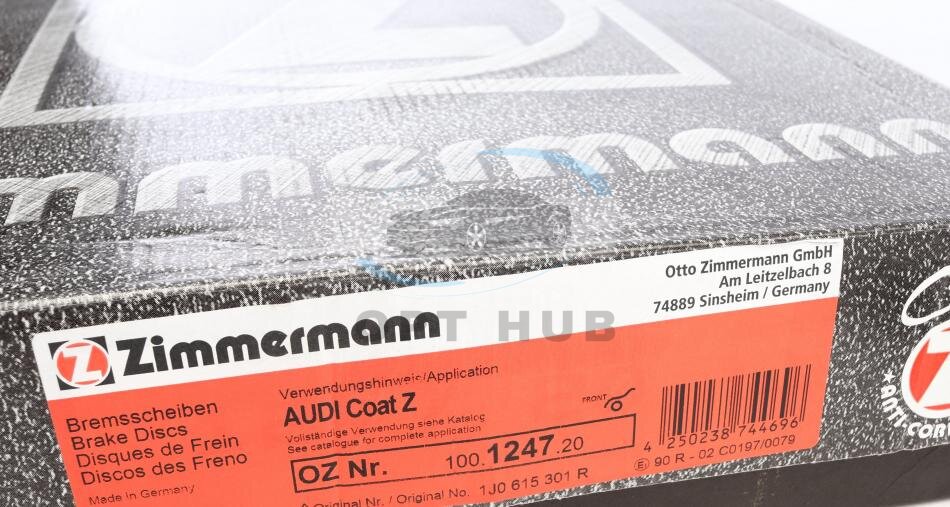 mmermann
OTT HUB
Zimmermann
Otto Zimmermann GmbH
Am Leitzelbach 8
74889 Sinsheim / Germany
Bremsscheiben
Brake Discs
Disques de Frein
Discos des Freno
Made in Germany
Verwendungshinweis/Application
AUDI Coat Z
Vollständige Verwendung siehe Katalog
See catalogue for complete application
FRONT
OZ Nr. 100.1247.20
Original Nr. / Original No. 1J0 615 301 R
4 250238 744696
E 90 R - 02 C0197/0079
ANTI-COR